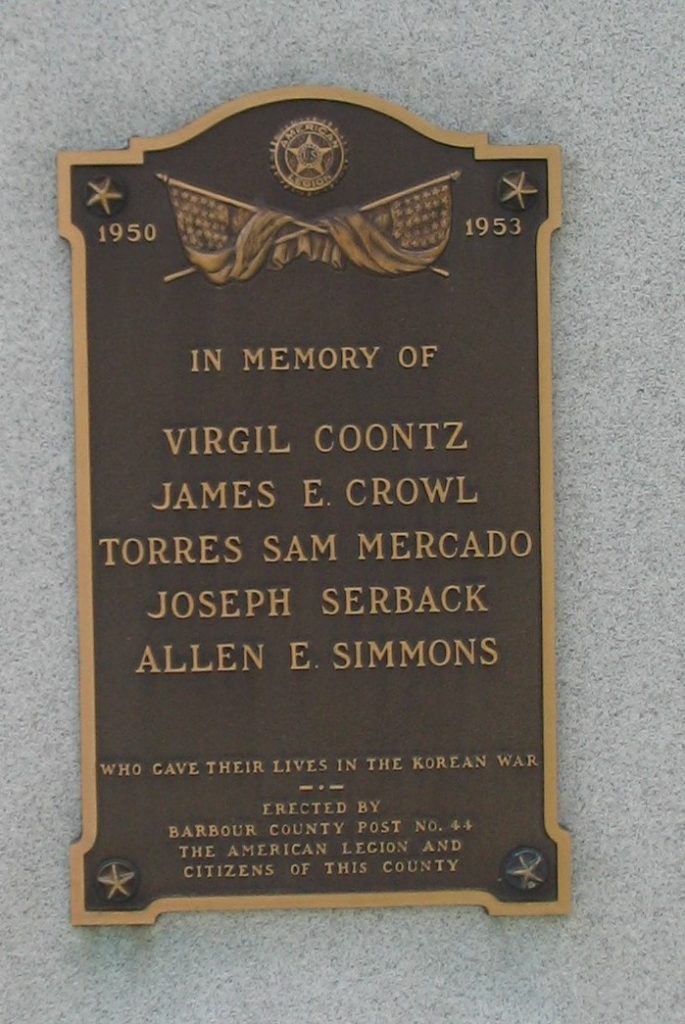 AMERICAN
U.S.
LEGION
1950 1953
IN MEMORY OF
VIRGIL COONTZ
JAMES E. CROWL
TORRES SAM MERCADO
JOSEPH SERBACK
ALLEN E. SIMMONS
WHO GAVE THEIR LIVES IN THE KOREAN WAR
ERECTED BY
BARBOUR COUNTY POST NO. 44
THE AMERICAN LEGION AND
CITIZENS OF THIS COUNTY